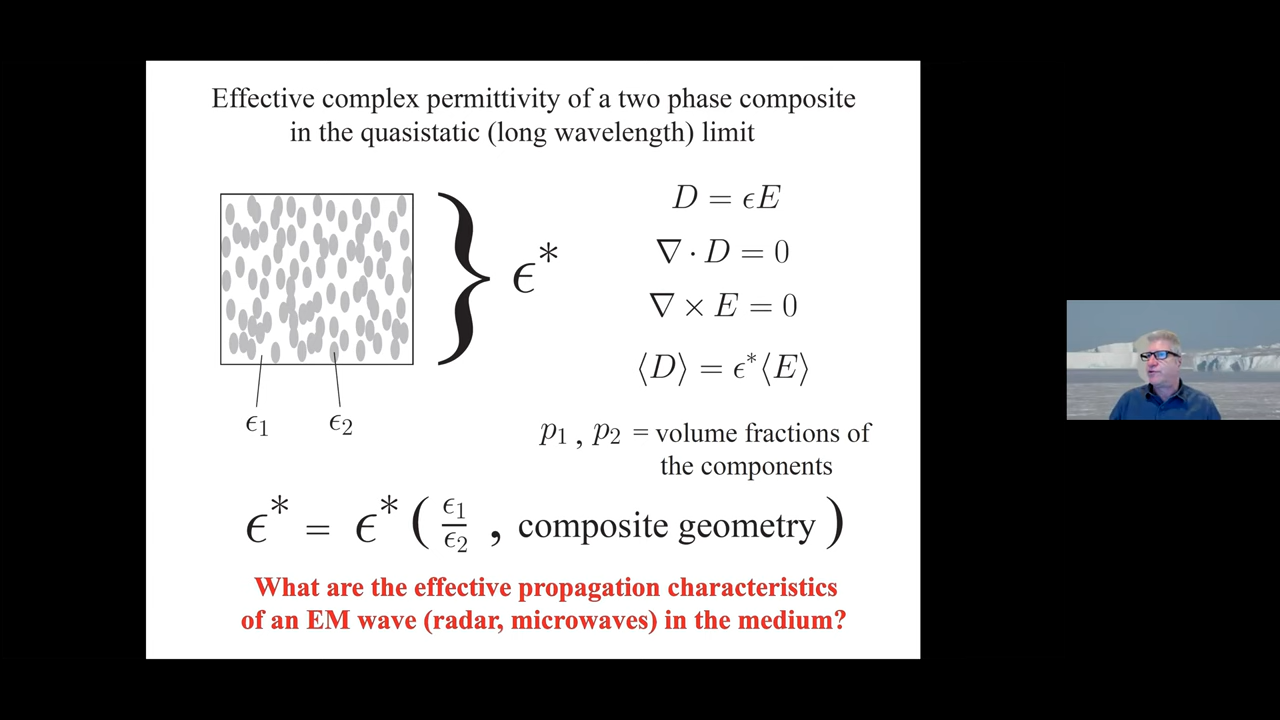 Effective complex permittivity of a two phase composite
in the quasistatic (long wavelength) limit
D = ϵE
∇ · D = 0
∇ × E = 0
⟨D⟩ = ϵ*⟨E⟩
ϵ*
ϵ₁
ϵ₂
p₁ , p₂ = volume fractions of
the components
ϵ* = ϵ* ( ϵ₁/ϵ₂ , composite geometry )
What are the effective propagation characteristics
of an EM wave (radar, microwaves) in the medium?